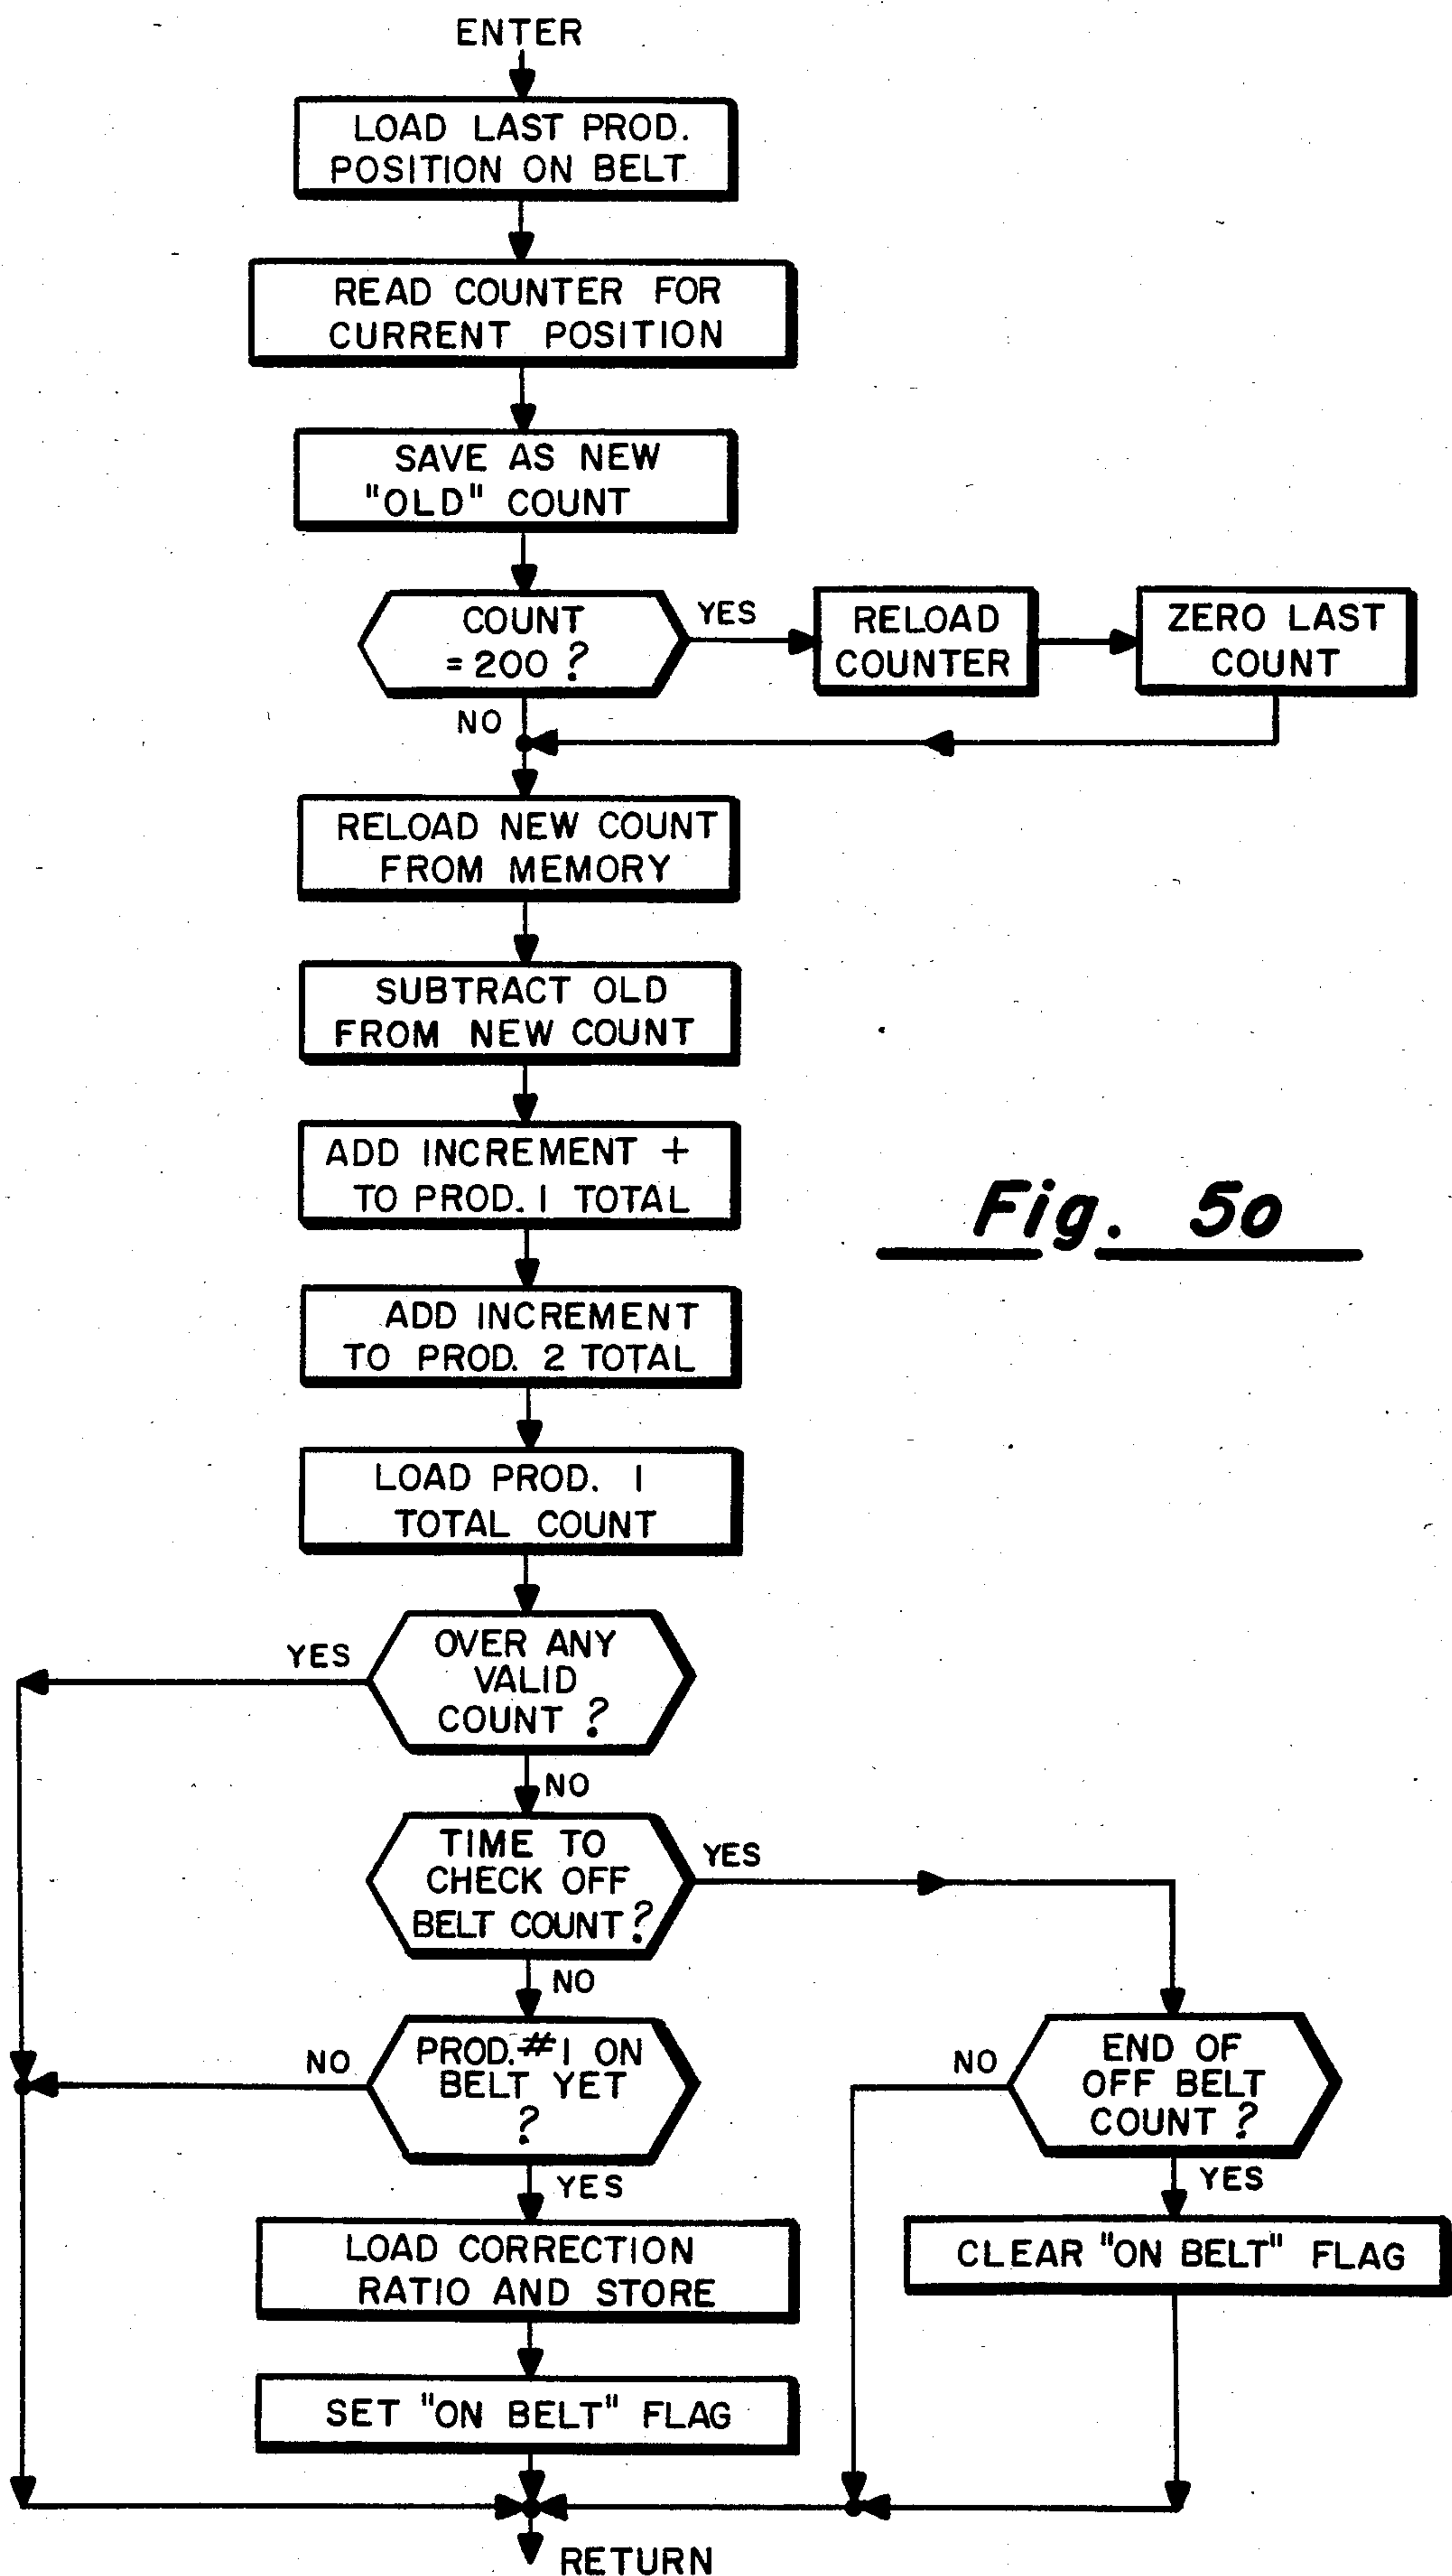 ENTER
LOAD LAST PROD.
POSITION ON BELT
READ COUNTER FOR
CURRENT POSITION
SAVE AS NEW
"OLD" COUNT
COUNT
= 200 ?
YES
RELOAD
COUNTER
ZERO LAST
COUNT
NO
RELOAD NEW COUNT
FROM MEMORY
SUBTRACT OLD
FROM NEW COUNT
ADD INCREMENT +
TO PROD. 1 TOTAL
Fig. 5o
ADD INCREMENT
TO PROD. 2 TOTAL
LOAD PROD. 1
TOTAL COUNT
OVER ANY
VALID
COUNT ?
YES
NO
TIME TO
CHECK OFF
BELT COUNT ?
YES
NO
PROD. #1 ON
BELT YET
?
NO
YES
END OF
OFF BELT
COUNT ?
NO
YES
LOAD CORRECTION
RATIO AND STORE
CLEAR "ON BELT" FLAG
SET "ON BELT" FLAG
RETURN